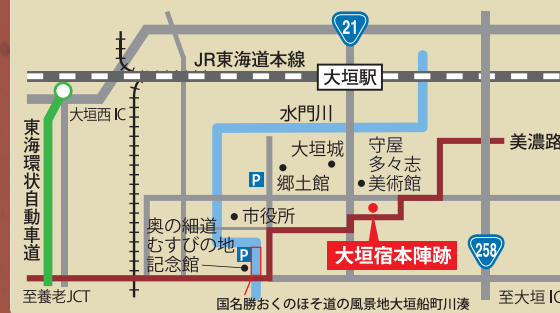 21
JR東海道本線
大垣駅
大垣西IC
水門川
美濃路
東海環状自動車道
大垣城
守屋
多々志
美術館
P
郷土館
市役所
奥の細道
むすびの地
記念館
P
大垣宿本陣跡
258
至養老JCT
国名勝おくのほそ道の風景地大垣船町川湊
至大垣IC